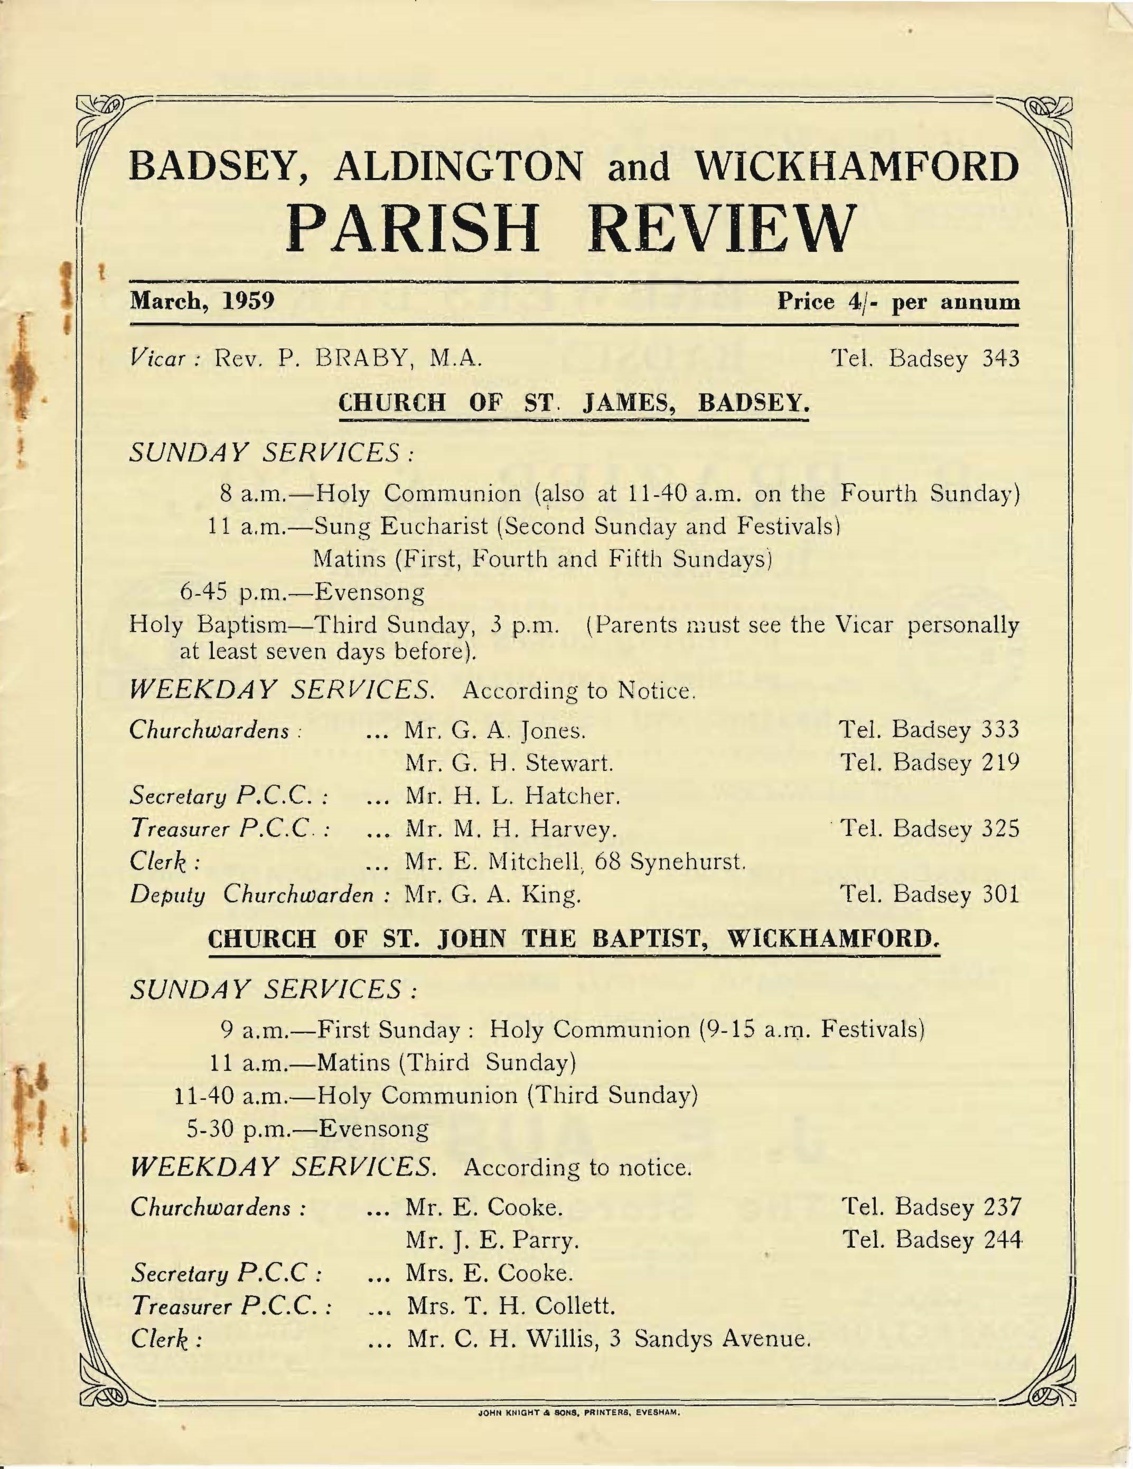 BADSEY, ALDINGTON and WICKHAMFORD
PARISH REVIEW
March, 1959 Price 4/- per annum
Vicar : Rev. P. BRABY, M.A. Tel. Badsey 343
CHURCH OF ST. JAMES, BADSEY.
SUNDAY SERVICES :
8 a.m.—Holy Communion (also at 11-40 a.m. on the Fourth Sunday)
11 a.m.—Sung Eucharist (Second Sunday and Festivals)
Matins (First, Fourth and Fifth Sundays)
6-45 p.m.—Evensong
Holy Baptism—Third Sunday, 3 p.m. (Parents must see the Vicar personally
at least seven days before).
WEEKDAY SERVICES. According to Notice.
Churchwardens : ... Mr. G. A. Jones. Tel. Badsey 333
Mr. G. H. Stewart. Tel. Badsey 219
Secretary P.C.C. : ... Mr. H. L. Hatcher.
Treasurer P.C.C. : ... Mr. M. H. Harvey. Tel. Badsey 325
Clerk : ... Mr. E. Mitchell, 68 Synehurst.
Deputy Churchwarden : Mr. G. A. King. Tel. Badsey 301
CHURCH OF ST. JOHN THE BAPTIST, WICKHAMFORD.
SUNDAY SERVICES :
9 a.m.—First Sunday : Holy Communion (9-15 a.m. Festivals)
11 a.m.—Matins (Third Sunday)
11-40 a.m.—Holy Communion (Third Sunday)
5-30 p.m.—Evensong
WEEKDAY SERVICES. According to notice.
Churchwardens : ... Mr. E. Cooke. Tel. Badsey 237
Mr. J. E. Parry. Tel. Badsey 244
Secretary P.C.C : ... Mrs. E. Cooke.
Treasurer P.C.C. : ... Mrs. T. H. Collett.
Clerk : ... Mr. C. H. Willis, 3 Sandys Avenue.
JOHN KNIGHT & SONS, PRINTERS, EVESHAM.